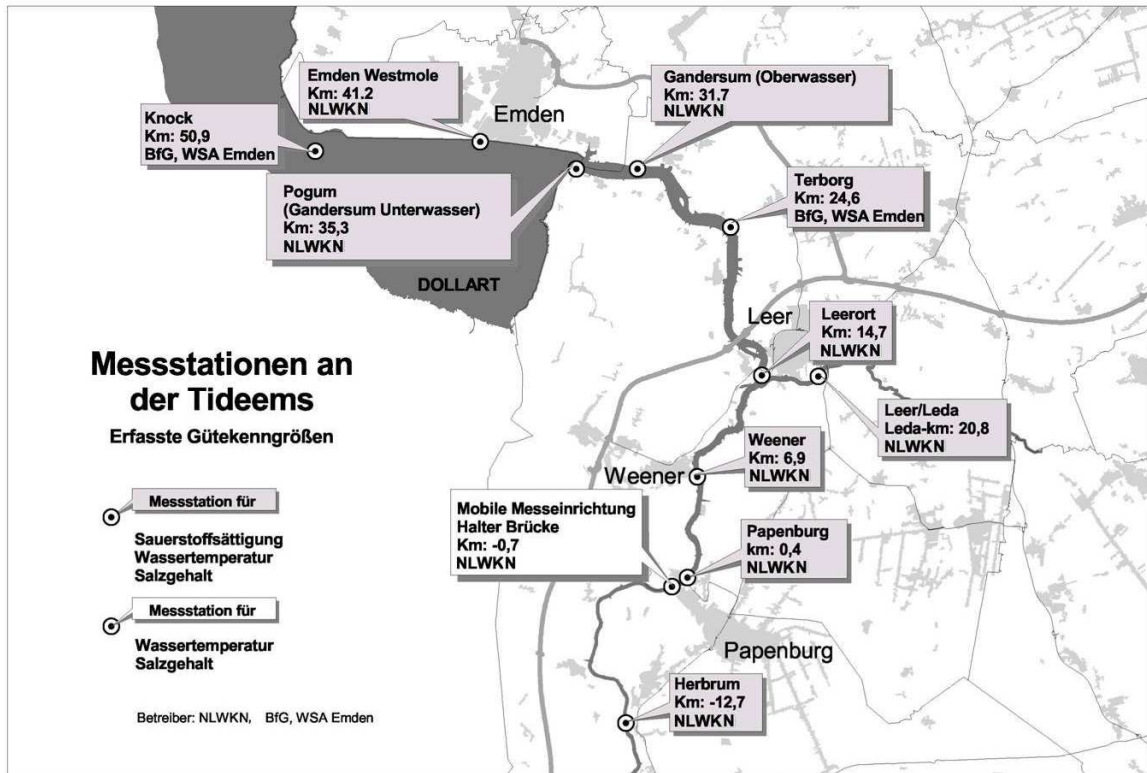 Emden Westmole
Km: 41.2
NLWKN
Gandersum (Oberwasser)
Km: 31.7
NLWKN
Knock
Km: 50,9
BfG, WSA Emden
Emden
Pogum
(Gandersum Unterwasser)
Km: 35,3
NLWKN
Terborg
Km: 24,6
BfG, WSA Emden
DOLLART
Leer
Leerort
Km: 14,7
NLWKN
Messstationen an
der Tideems
Erfasste Gütekenngrößen
Leer/Leda
Leda-km: 20,8
NLWKN
Weener
Km: 6,9
NLWKN
Weener
Mobile Messeinrichtung
Halter Brücke
Km: -0,7
NLWKN
Papenburg
km: 0,4
NLWKN
Messstation für
Sauerstoffsättigung
Wassertemperatur
Salzgehalt
Messstation für
Wassertemperatur
Salzgehalt
Papenburg
Herbrum
Km: -12,7
NLWKN
Betreiber: NLWKN, BfG, WSA Emden